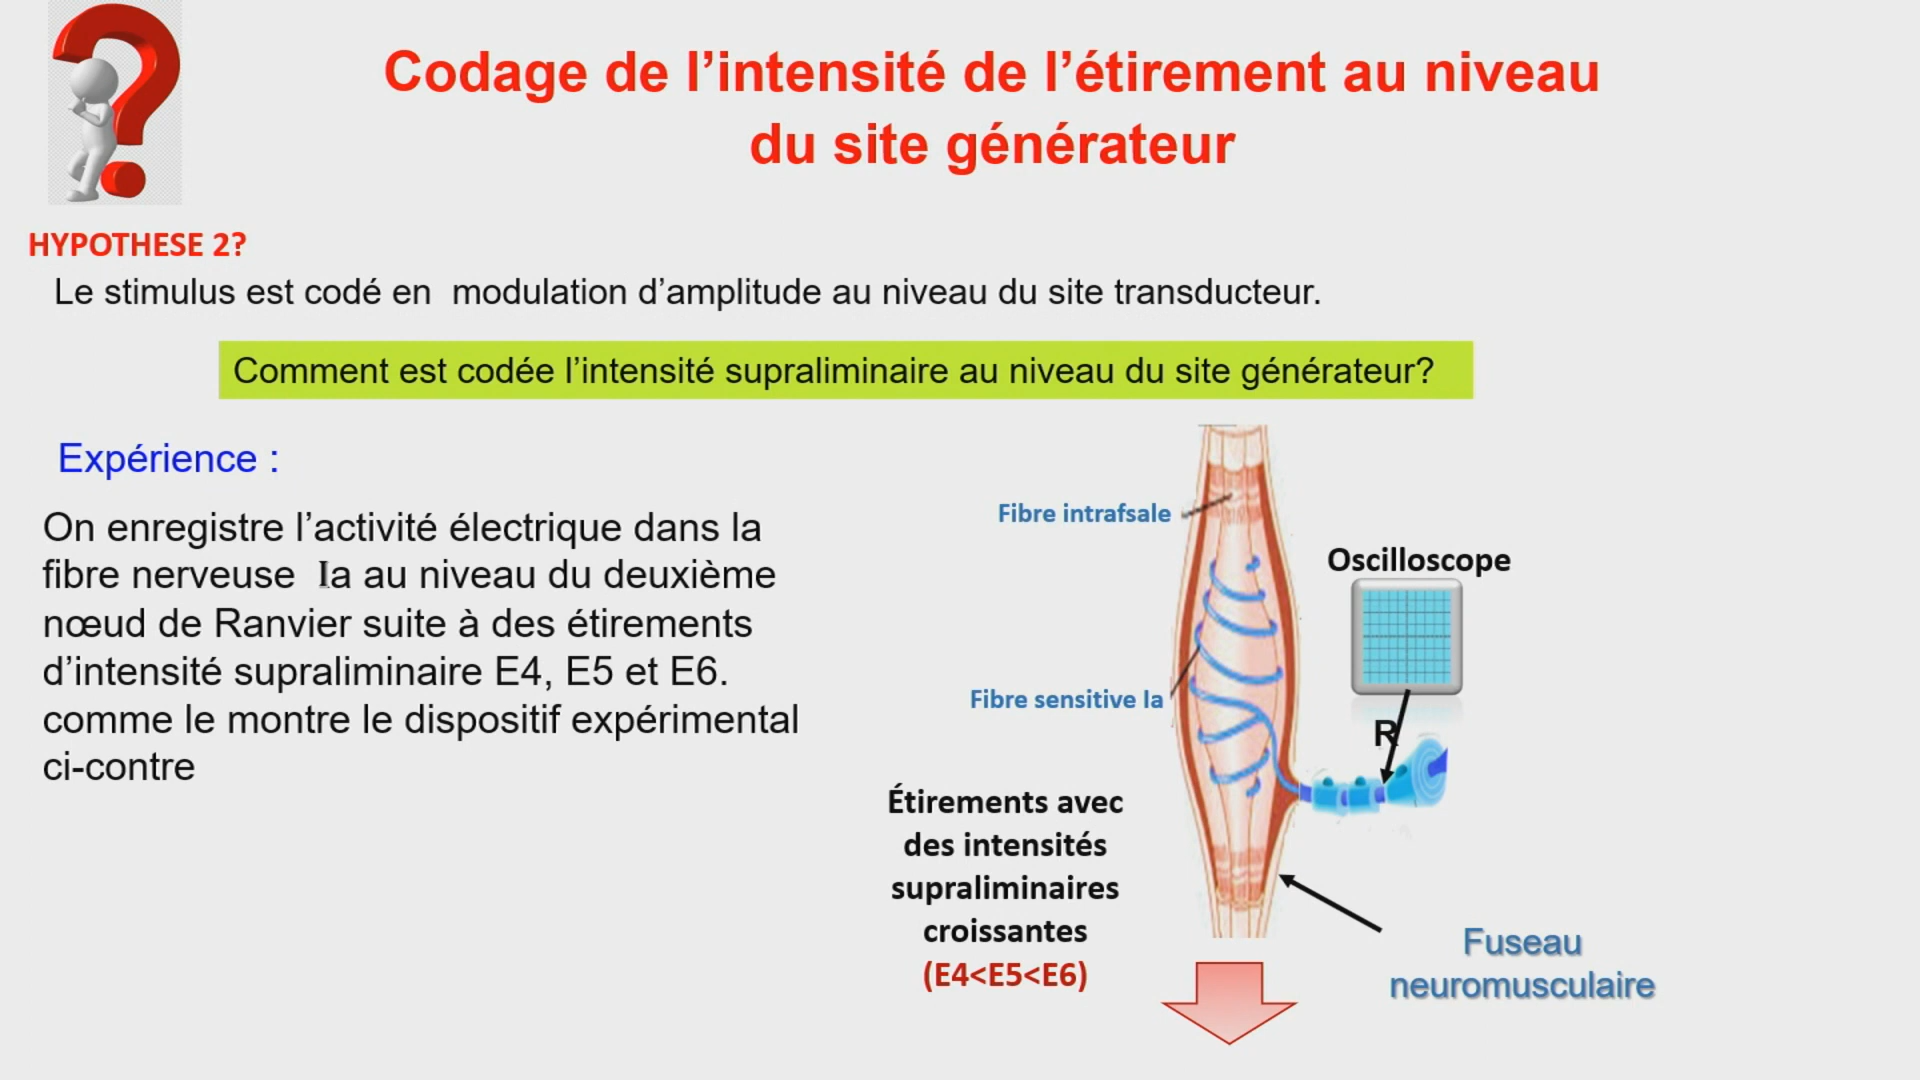 Codage de l’intensité de l’étirement au niveau
du site générateur
HYPOTHESE 2?
Le stimulus est codé en  modulation d’amplitude au niveau du site transducteur.
Comment est codée l’intensité supraliminaire au niveau du site générateur?
Expérience :
On enregistre l’activité électrique dans la
fibre nerveuse  Ia au niveau du deuxième
nœud de Ranvier suite à des étirements
d’intensité supraliminaire E4, E5 et E6.
comme le montre le dispositif expérimental
ci-contre
Fibre intrafsale
Oscilloscope
Fibre sensitive Ia
R
Étirements avec
des intensités
supraliminaires
croissantes
(E4<E5<E6)
Fuseau
neuromusculaire